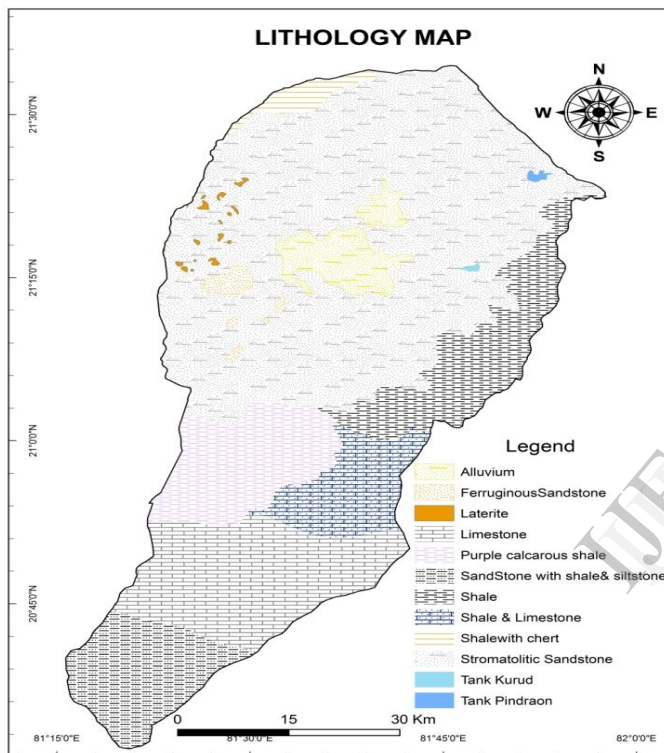 LITHOLOGY MAP
N
W E
S
21°30'0"N
21°15'0"N
21°0'0"N
20°45'0"N
Legend
Alluvium
FerruginousSandstone
Laterite
Limestone
Purple calcarous shale
SandStone with shale& siltstone
Shale
Shale & Limestone
Shalewith chert
Stromatolitic Sandstone
Tank Kurud
Tank Pindraon
0 15 30 Km
81°15'0"E 81°30'0"E 81°45'0"E 82°0'0"E